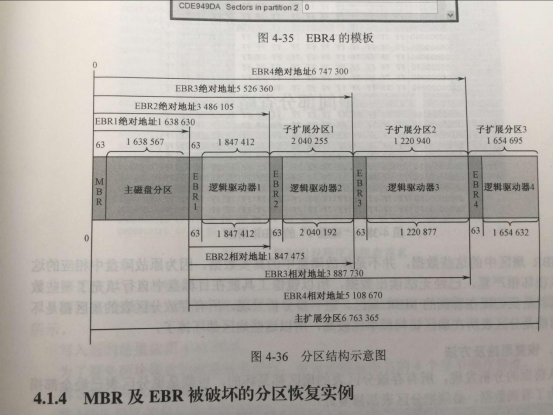 CDE949DA Sectors in partition 2 0
图 4-35 EBR4 的模板
0
EBR4绝对地址6 747 300
EBR3绝对地址5 526 360
EBR2绝对地址3 486 105
EBR1绝对地址1 638 630
子扩展分区1 子扩展分区2 子扩展分区3
63 1 638 567 63 1 847 412 2 040 255 1 220 940 1 654 695
MBR 主磁盘分区 EBR1 逻辑驱动器1 EBR2 逻辑驱动器2 EBR3 逻辑驱动器3 EBR4 逻辑驱动器4
0 63 1 847 412 63 2 040 192 63 1 220 877 63 1 654 632
EBR2相对地址1 847 475
EBR3相对地址3 887 730
EBR4相对地址5 108 670
主扩展分区6 763 365
图 4-36 分区结构示意图
4.1.4 MBR 及 EBR 被破坏的分区恢复实例